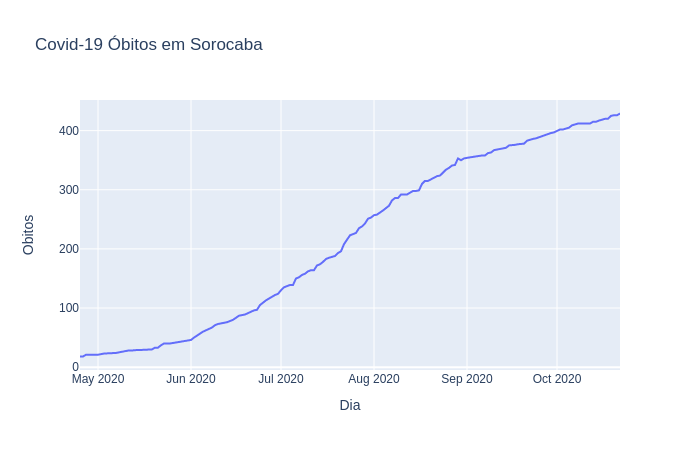 Covid-19 Óbitos em Sorocaba
Obitos
400
300
200
100
0
May 2020
Jun 2020
Jul 2020
Aug 2020
Sep 2020
Oct 2020
Dia